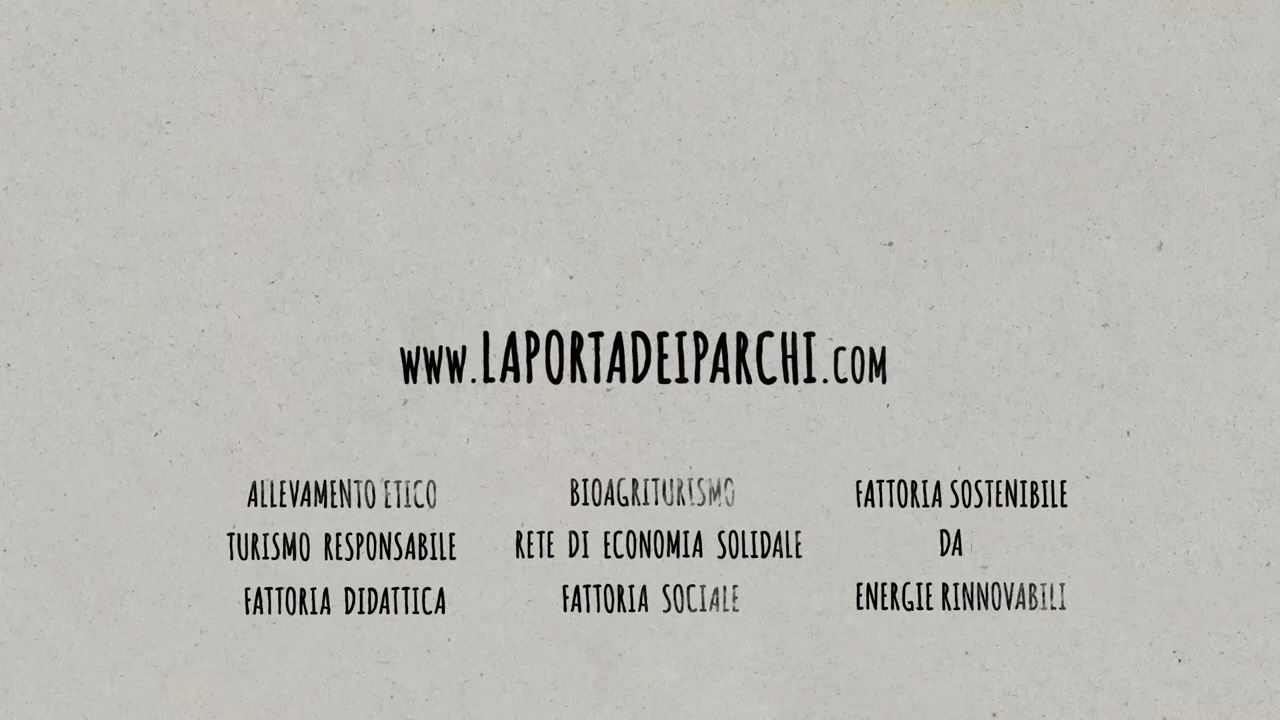 www.LAPORTADEIPARCHI.COM
ALLEVAMENTO ETICO
TURISMO RESPONSABILE
FATTORIA DIDATTICA
BIOAGRITURISMO
RETE DI ECONOMIA SOLIDALE
FATTORIA SOCIALE
FATTORIA SOSTENIBILE
DA
ENERGIE RINNOVABILI